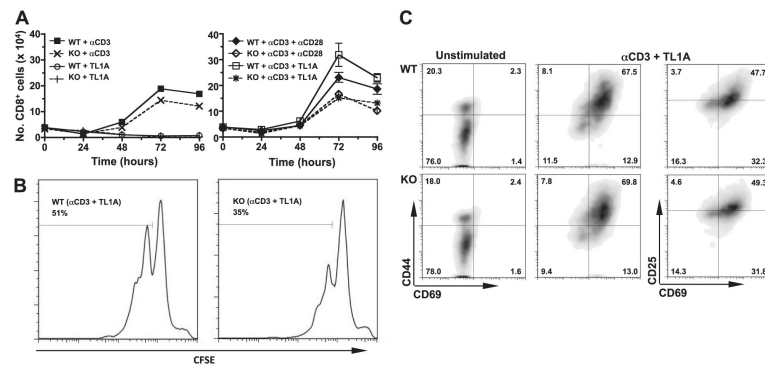 A
No. CD8+ cells (x 10⁴)
40
30
20
10
0
0 24 48 72 96
Time (hours)
WT + αCD3
KO + αCD3
WT + TL1A
KO + TL1A
40
30
20
10
0
0 24 48 72 96
Time (hours)
WT + αCD3 + αCD28
KO + αCD3 + αCD28
WT + αCD3 + TL1A
KO + αCD3 + TL1A
B
WT (αCD3 + TL1A)
51%
KO (αCD3 + TL1A)
35%
CFSE
C
Unstimulated
αCD3 + TL1A
WT
20.3 2.3
76.0 1.4
8.1 67.5
11.5 12.9
3.7 47.7
16.3 32.3
KO
18.0 2.4
78.0 1.6
7.8 69.8
9.4 13.0
4.6 49.3
14.3 31.8
CD44
CD69
CD25
CD69